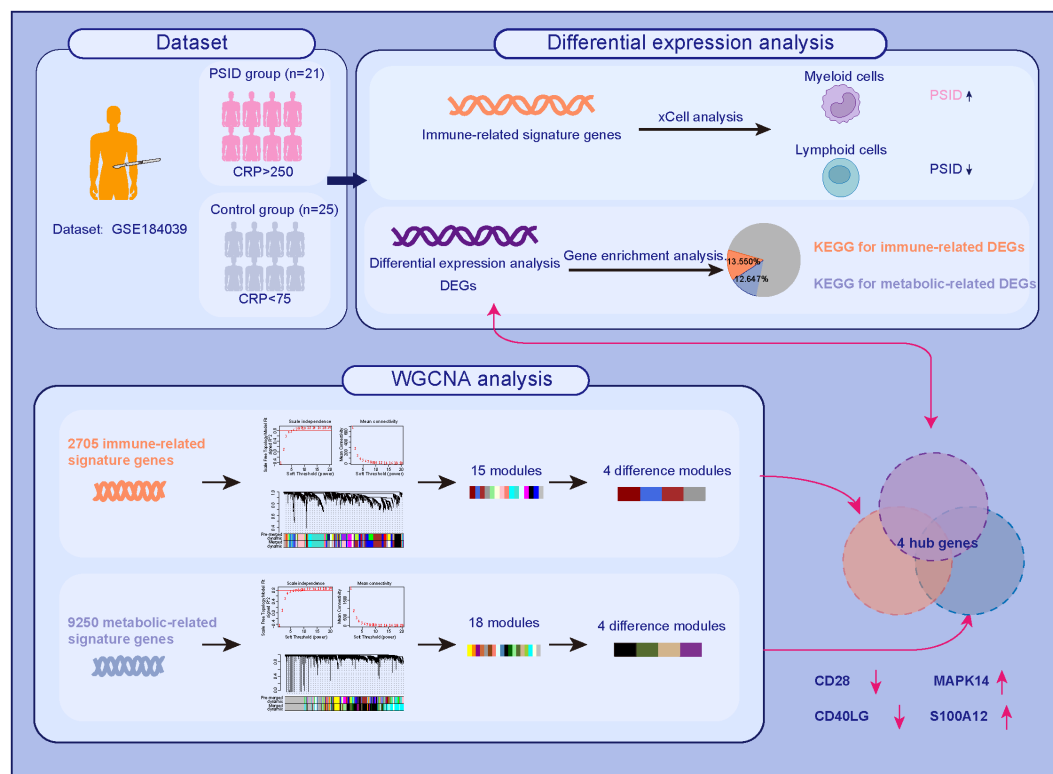 Dataset
PSID group (n=21)
CRP>250
Control group (n=25)
CRP<75
Dataset: GSE184039
Differential expression analysis
Immune-related signature genes
xCell analysis
Myeloid cells
PSID
Lymphoid cells
PSID
Differential expression analysis
DEGs
Gene enrichment analysis.
13.550%
12.647%
KEGG for immune-related DEGs
KEGG for metabolic-related DEGs
WGCNA analysis
2705 immune-related
signature genes
Scale independence
Mean connectivity
Soft Threshold (power)
Soft Threshold (power)
15 modules
4 difference modules
9250 metabolic-related
signature genes
Scale independence
Mean connectivity
Soft Threshold (power)
Soft Threshold (power)
18 modules
4 difference modules
4 hub genes
CD28
MAPK14
CD40LG
S100A12